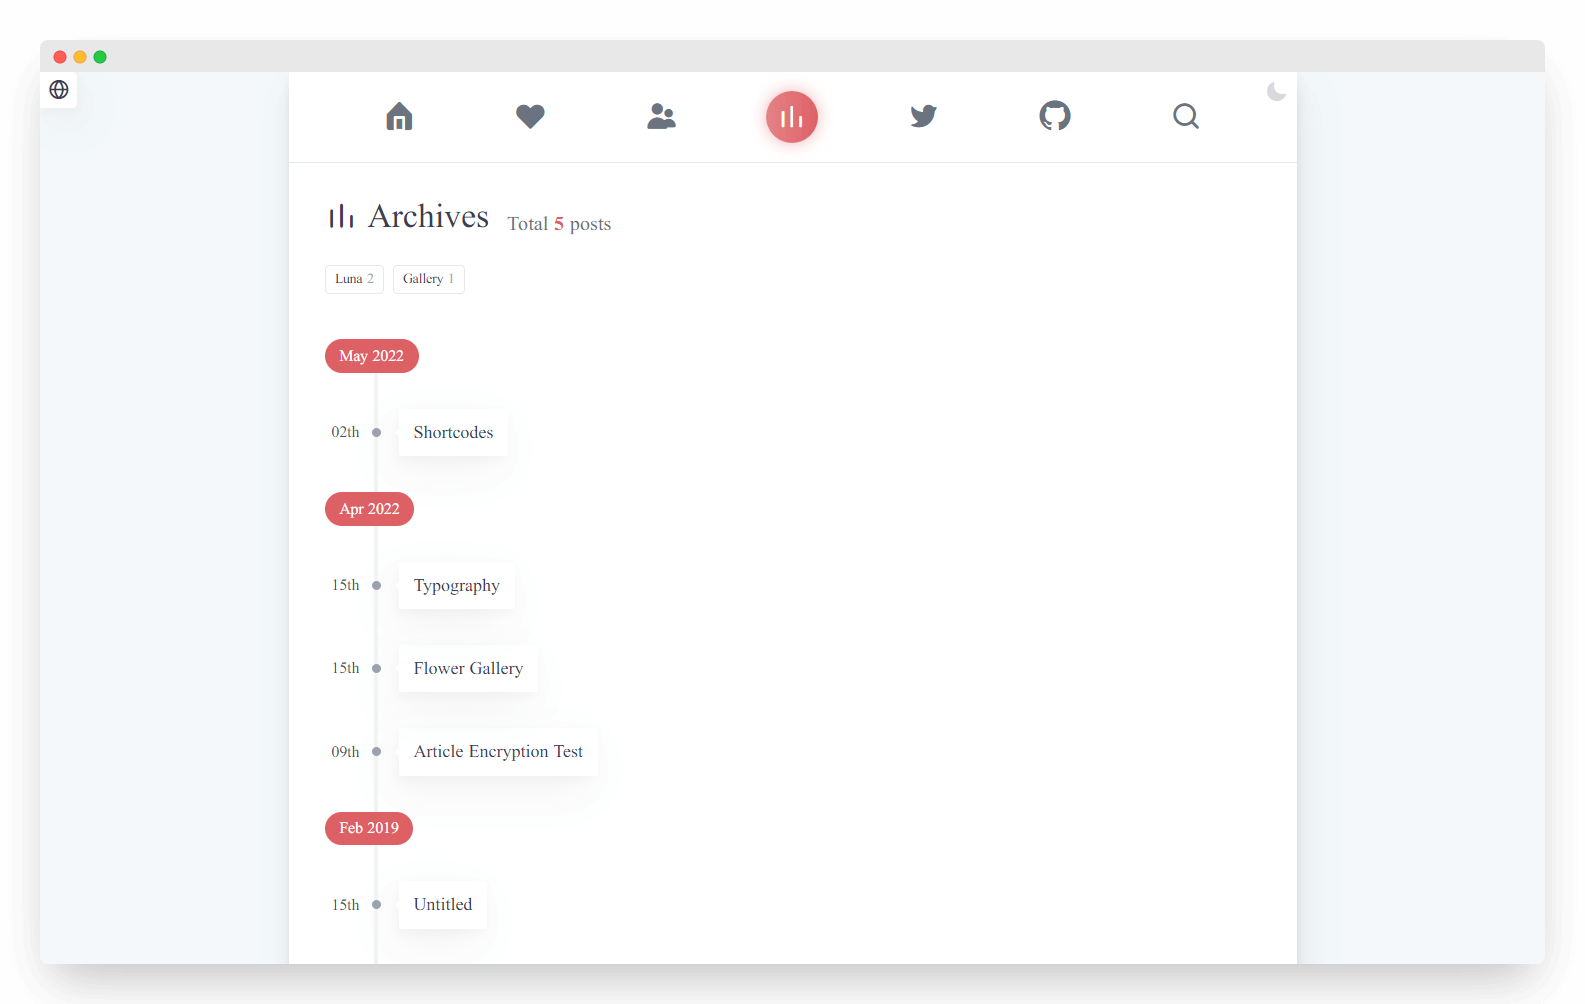 Archives Total 5 posts
Luna 2 Gallery 1
May 2022
02th Shortcodes
Apr 2022
15th Typography
15th Flower Gallery
09th Article Encryption Test
Feb 2019
15th Untitled